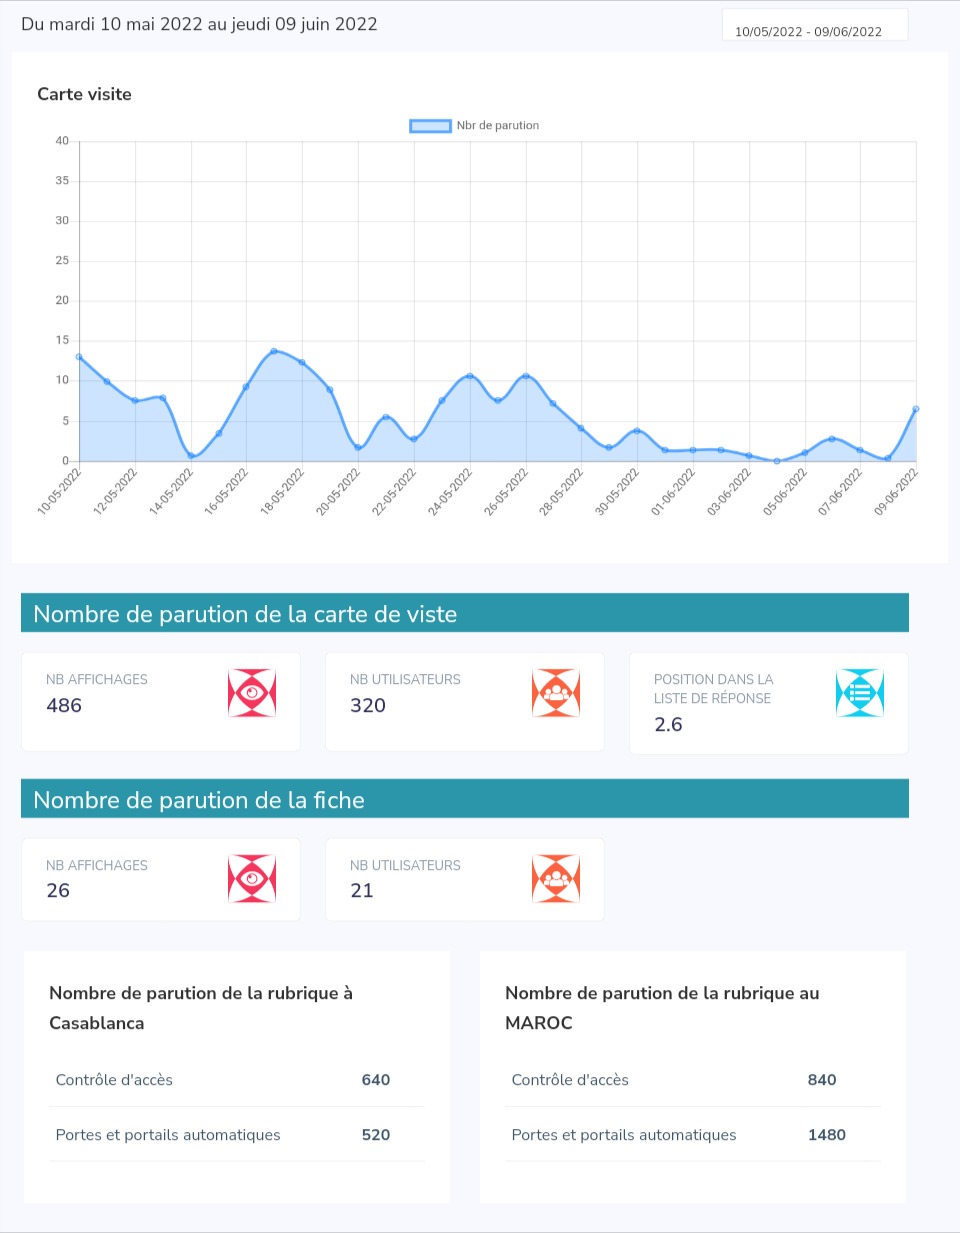 Du mardi 10 mai 2022 au jeudi 09 juin 2022
10/05/2022 - 09/06/2022
Carte visite
Nbr de parution
40
35
30
25
20
15
10
5
0
10-05-2022
12-05-2022
14-05-2022
16-05-2022
18-05-2022
20-05-2022
22-05-2022
24-05-2022
26-05-2022
28-05-2022
30-05-2022
01-06-2022
03-06-2022
05-06-2022
07-06-2022
09-06-2022
Nombre de parution de la carte de viste
NB AFFICHAGES
486
NB UTILISATEURS
320
POSITION DANS LA
LISTE DE RÉPONSE
2.6
Nombre de parution de la fiche
NB AFFICHAGES
26
NB UTILISATEURS
21
Nombre de parution de la rubrique à
Casablanca
Contrôle d'accès 640
Portes et portails automatiques 520
Nombre de parution de la rubrique au
MAROC
Contrôle d'accès 840
Portes et portails automatiques 1480